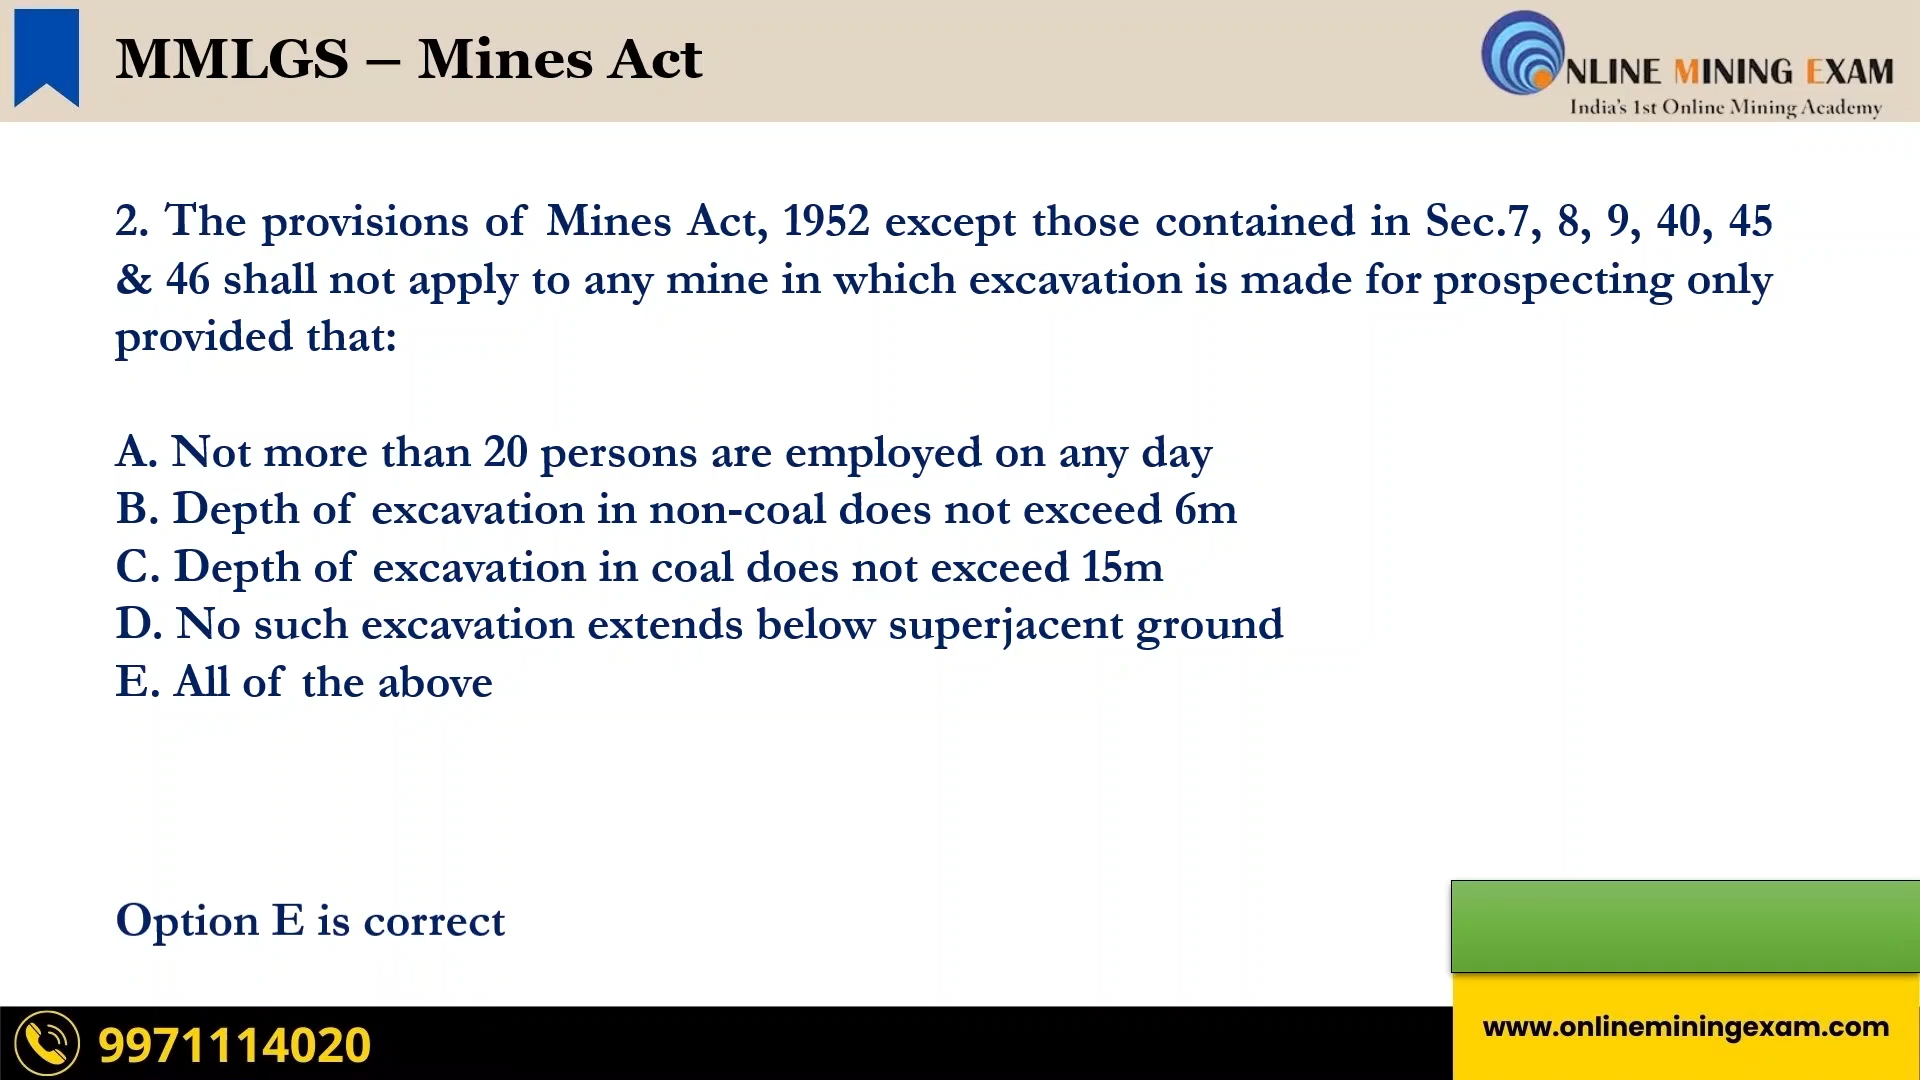 MMLGS – Mines Act
NLINE MINING EXAM
India's 1st Online Mining Academy
2. The provisions of Mines Act, 1952 except those contained in Sec.7, 8, 9, 40, 45
& 46 shall not apply to any mine in which excavation is made for prospecting only
provided that:
A. Not more than 20 persons are employed on any day
B. Depth of excavation in non-coal does not exceed 6m
C. Depth of excavation in coal does not exceed 15m
D. No such excavation extends below superjacent ground
E. All of the above
Option E is correct
9971114020
www.onlineminingexam.com